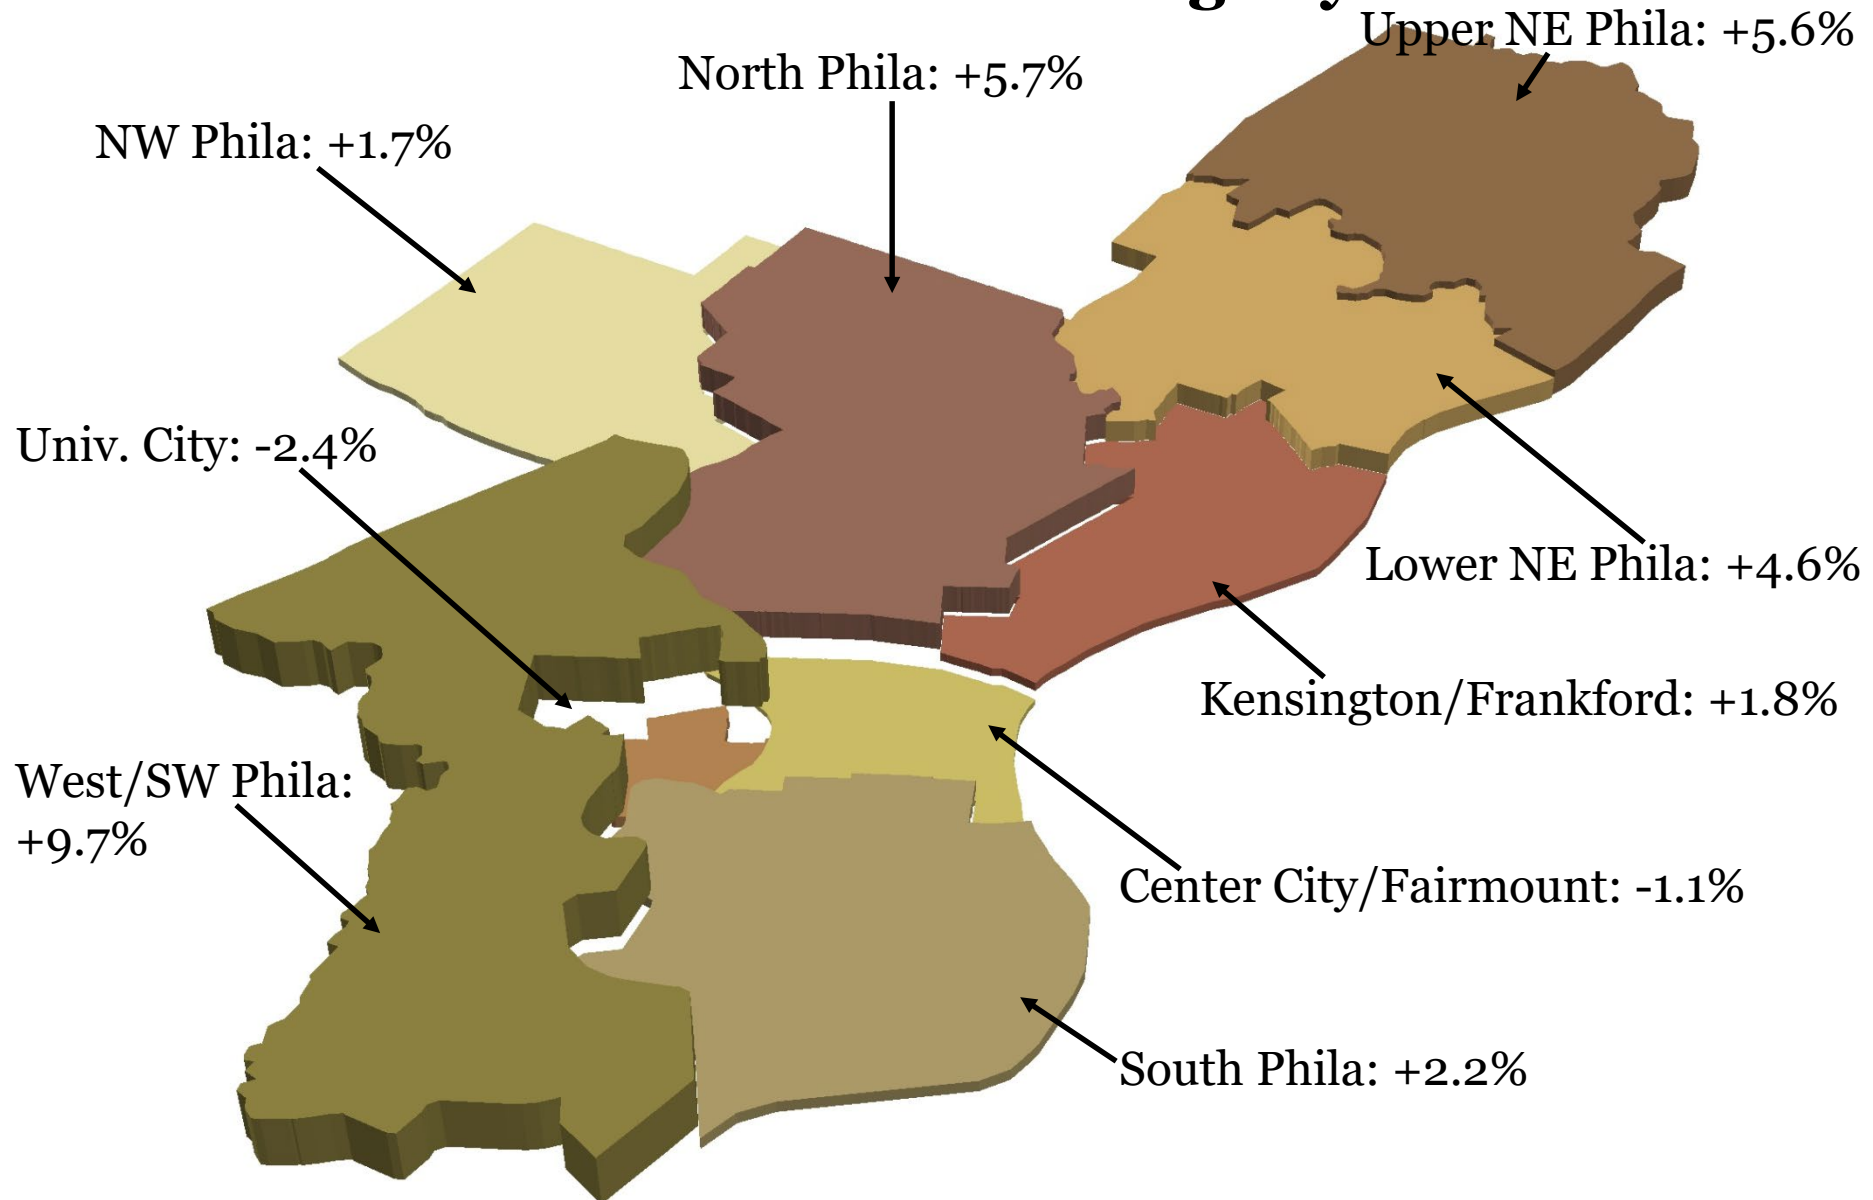 Upper NE Phila: +5.6%
North Phila: +5.7%
NW Phila: +1.7%
Univ. City: -2.4%
Lower NE Phila: +4.6%
Kensington/Frankford: +1.8%
West/SW Phila:
+9.7%
Center City/Fairmount: -1.1%
South Phila: +2.2%